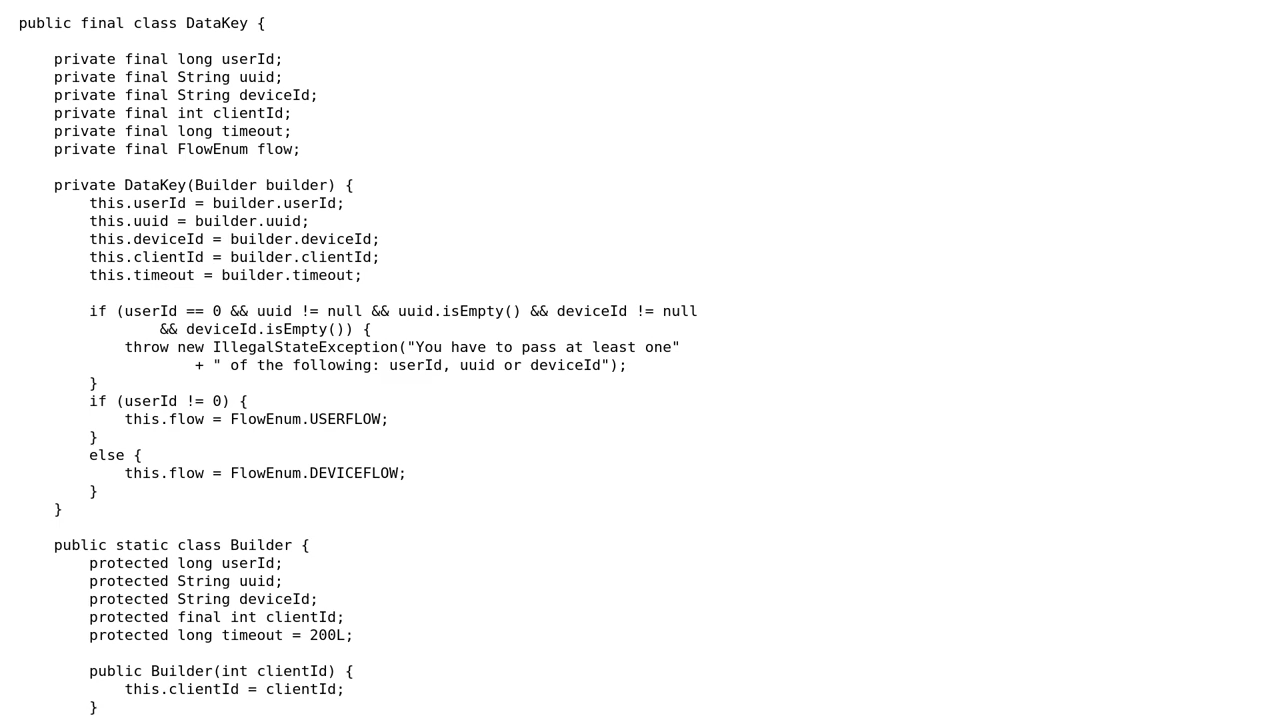 public final class DataKey {

    private final long userId;
    private final String uuid;
    private final String deviceId;
    private final int clientId;
    private final long timeout;
    private final FlowEnum flow;

    private DataKey(Builder builder) {
        this.userId = builder.userId;
        this.uuid = builder.uuid;
        this.deviceId = builder.deviceId;
        this.clientId = builder.clientId;
        this.timeout = builder.timeout;

        if (userId == 0 && uuid != null && uuid.isEmpty() && deviceId != null
                && deviceId.isEmpty()) {
            throw new IllegalStateException("You have to pass at least one"
                    + " of the following: userId, uuid or deviceId");
        }
        if (userId != 0) {
            this.flow = FlowEnum.USERFLOW;
        }
        else {
            this.flow = FlowEnum.DEVICEFLOW;
        }
    }

    public static class Builder {
        protected long userId;
        protected String uuid;
        protected String deviceId;
        protected final int clientId;
        protected long timeout = 200L;

        public Builder(int clientId) {
            this.clientId = clientId;
        }